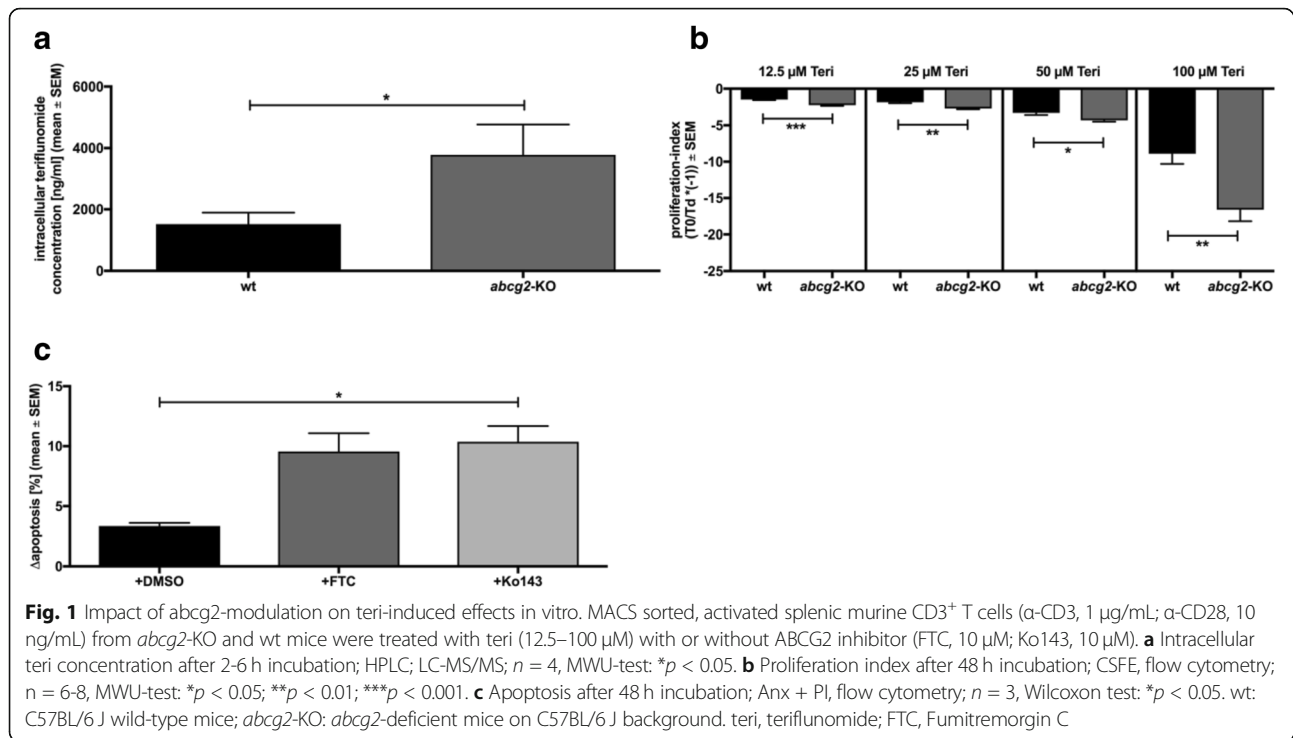 a
intracellular teriflunomide
concentration [ng/ml] (mean ± SEM)
6000
4000
2000
0
*
wt
abcg2-KO
b
12.5 µM Teri
25 µM Teri
50 µM Teri
100 µM Teri
proliferation-index
(T0/Td *(-1)) ± SEM
0
-5
-10
-15
-20
-25
***
**
*
**
wt
abcg2-KO
wt
abcg2-KO
wt
abcg2-KO
wt
abcg2-KO
c
Δapoptosis [%] (mean ± SEM)
15
10
5
0
*
+DMSO
+FTC
+Ko143
Fig. 1 Impact of abcg2-modulation on teri-induced effects in vitro. MACS sorted, activated splenic murine CD3+ T cells (α-CD3, 1 µg/mL; α-CD28, 10
ng/mL) from abcg2-KO and wt mice were treated with teri (12.5–100 µM) with or without ABCG2 inhibitor (FTC, 10 µM; Ko143, 10 µM). a Intracellular
teri concentration after 2-6 h incubation; HPLC; LC-MS/MS; n = 4, MWU-test: *p < 0.05. b Proliferation index after 48 h incubation; CSFE, flow cytometry;
n = 6-8, MWU-test: *p < 0.05; **p < 0.01; ***p < 0.001. c Apoptosis after 48 h incubation; Anx + PI, flow cytometry; n = 3, Wilcoxon test: *p < 0.05. wt:
C57BL/6 J wild-type mice; abcg2-KO: abcg2-deficient mice on C57BL/6 J background. teri, teriflunomide; FTC, Fumitremorgin C